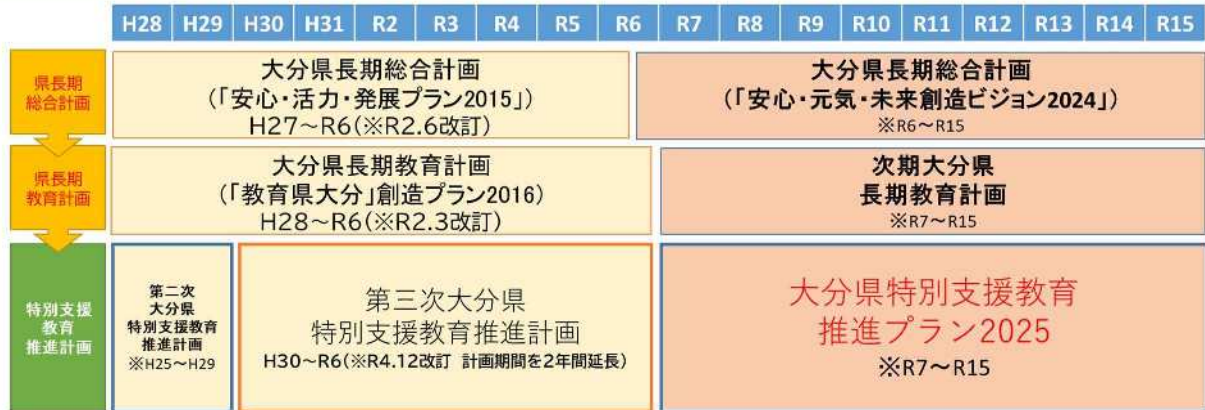 H28 H29 H30 H31 R2 R3 R4 R5 R6 R7 R8 R9 R10 R11 R12 R13 R14 R15
県長期
総合計画
大分県長期総合計画
(「安心・活力・発展プラン2015」)
H27~R6(※R2.6改訂)
大分県長期総合計画
(「安心・元気・未来創造ビジョン2024」)
※R6~R15
県長期
教育計画
大分県長期教育計画
(「教育県大分」創造プラン2016)
H28~R6(※R2.3改訂)
次期大分県
長期教育計画
※R7~R15
特別支援
教育
推進計画
第二次
大分県
特別支援教育
推進計画
※H25~H29
第三次大分県
特別支援教育推進計画
H30~R6(※R4.12改訂 計画期間を2年間延長)
大分県特別支援教育
推進プラン2025
※R7~R15